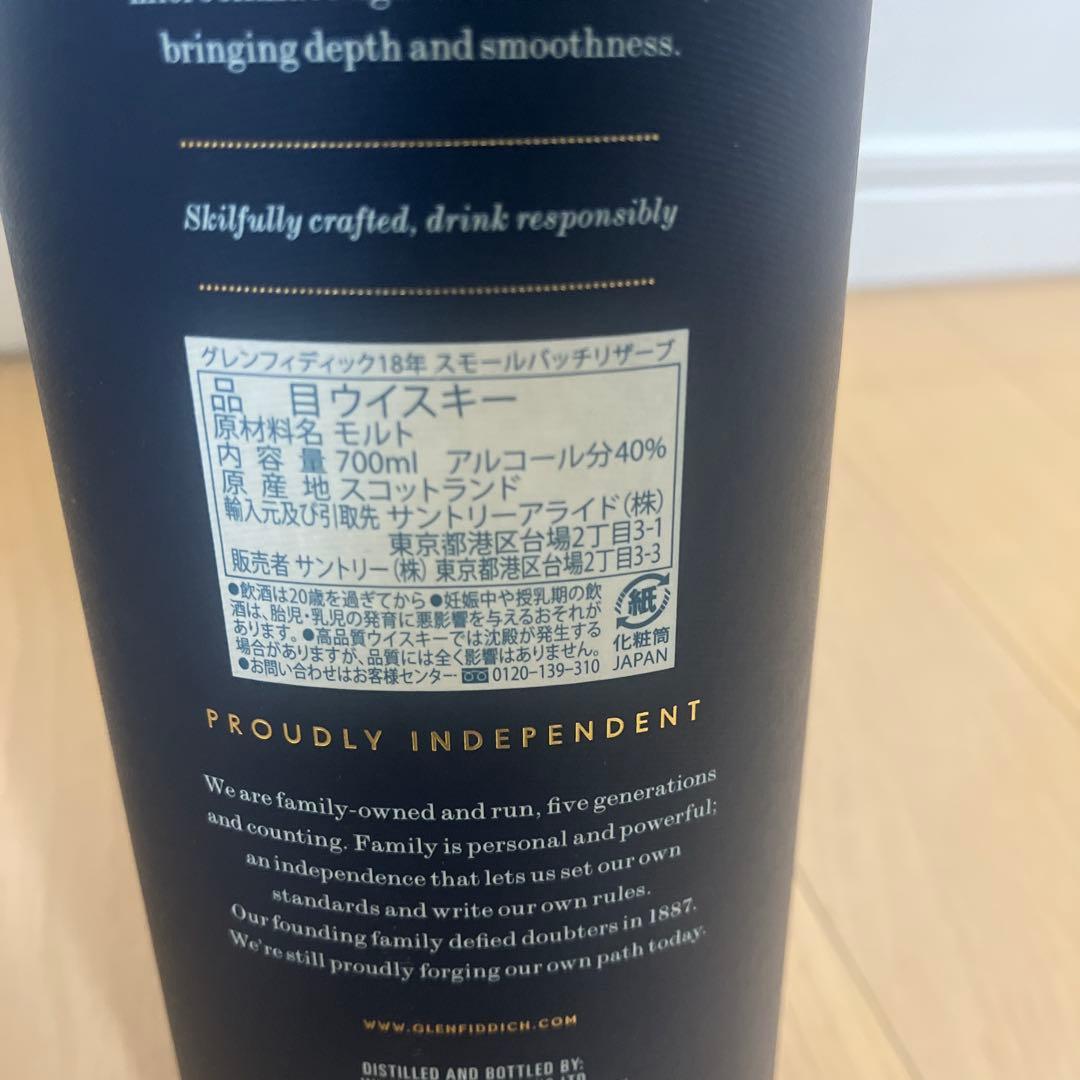 bringing depth and smoothness.
Skilfully crafted, drink responsibly
グレンフィディック18年 スモールバッチリザーブ
品 目 ウイスキー
原材料名 モルト
内 容 量 700ml アルコール分40%
原 産 地 スコットランド
輸入元及び引取先 サントリーアライド(株)
東京都港区台場2丁目3-1
販売者 サントリー(株) 東京都港区台場2丁目3-3
●飲酒は20歳を過ぎてから●妊娠中や授乳期の飲
酒は、胎児・乳児の発育に悪影響を与えるおそれが
あります。●高品質ウイスキーでは沈殿が発生する
場合がありますが、品質には全く影響はありません。
●お問い合わせはお客様センター 0120-139-310
紙
化粧筒
JAPAN
PROUDLY INDEPENDENT
We are family-owned and run, five generations
and counting. Family is personal and powerful;
an independence that lets us set our own
standards and write our own rules.
Our founding family defied doubters in 1887.
We're still proudly forging our own path today.
WWW.GLENFIDDICH.COM
DISTILLED AND BOTTLED BY: